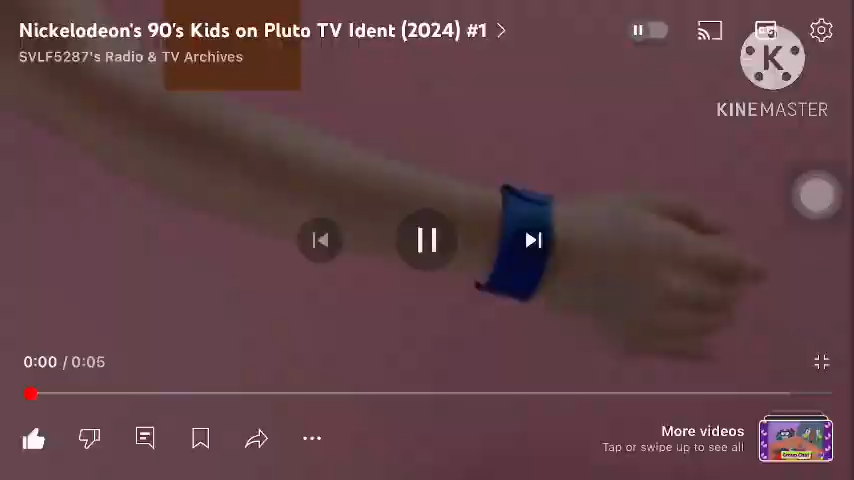 Nickelodeon's 90's Kids on Pluto TV Ident (2024) #1
SVLF5287's Radio & TV Archives
K
KINEMASTER
0:00 / 0:05
More videos
Tap or swipe up to see all